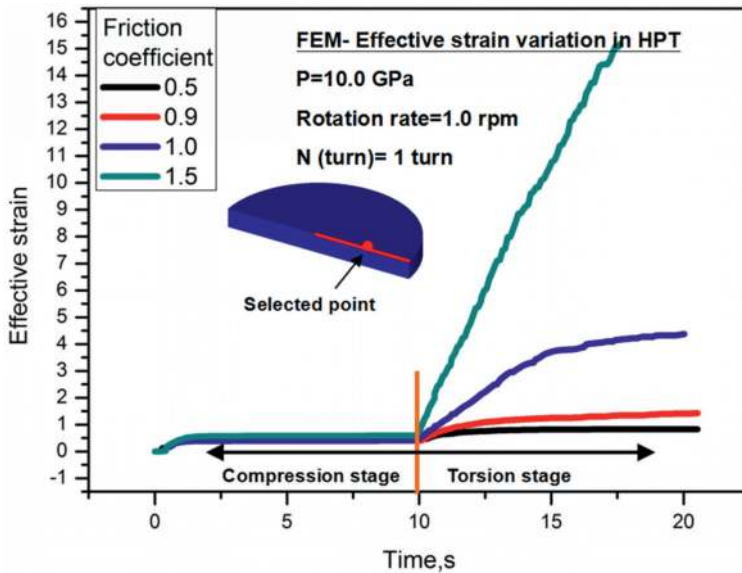 Friction
coefficient
0.5
0.9
1.0
1.5
FEM- Effective strain variation in HPT
P=10.0 GPa
Rotation rate=1.0 rpm
N (turn)= 1 turn
Selected point
Compression stage
Torsion stage
Effective strain
16
15
14
13
12
11
10
9
8
7
6
5
4
3
2
1
0
-1
0
5
10
15
20
Time,s